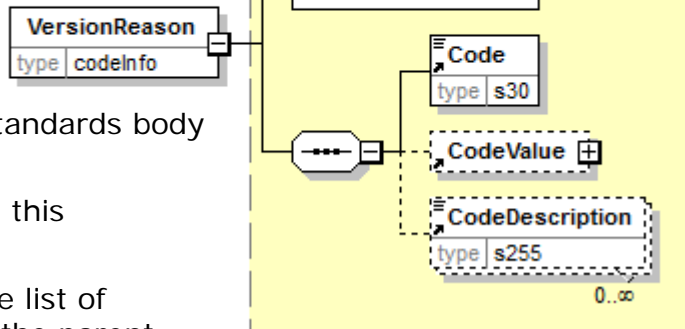 VersionReason
type codeInfo
Code
type s30
CodeValue
CodeDescription
type s255
0..∞
tandards body
this
e list of
the parent